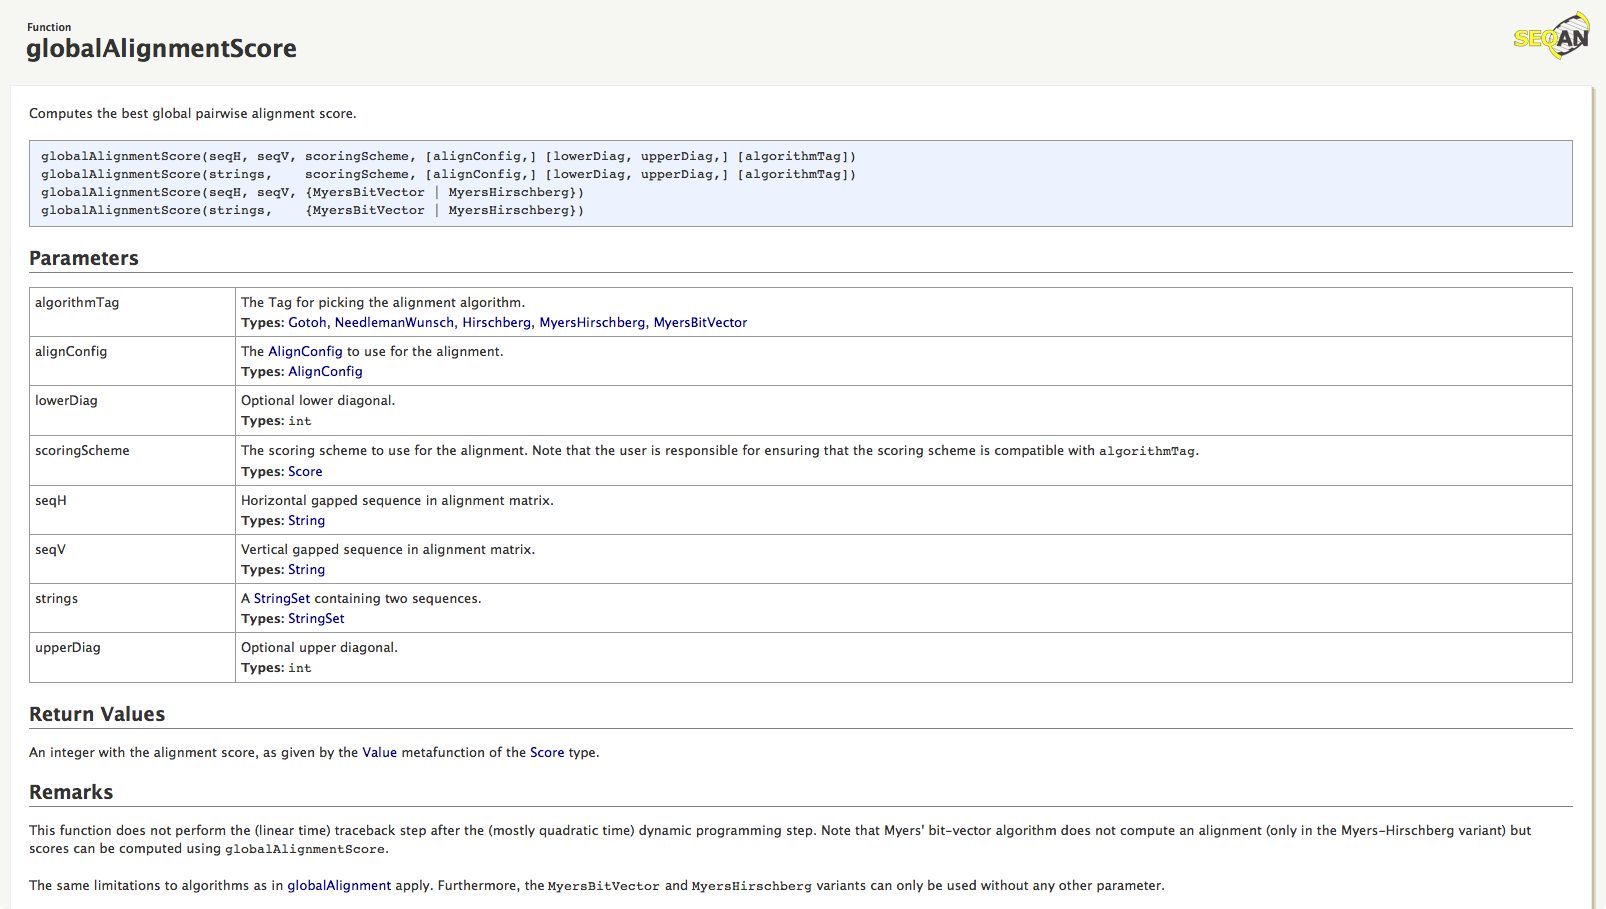 Function
globalAlignmentScore
SEQAN
Computes the best global pairwise alignment score.
globalAlignmentScore(seqH, seqV, scoringScheme, [alignConfig,] [lowerDiag, upperDiag,] [algorithmTag])
globalAlignmentScore(strings,    scoringScheme, [alignConfig,] [lowerDiag, upperDiag,] [algorithmTag])
globalAlignmentScore(seqH, seqV, {MyersBitVector | MyersHirschberg})
globalAlignmentScore(strings,    {MyersBitVector | MyersHirschberg})
Parameters
algorithmTag
The Tag for picking the alignment algorithm.
Types: Gotoh, NeedlemanWunsch, Hirschberg, MyersHirschberg, MyersBitVector
alignConfig
The AlignConfig to use for the alignment.
Types: AlignConfig
lowerDiag
Optional lower diagonal.
Types: int
scoringScheme
The scoring scheme to use for the alignment. Note that the user is responsible for ensuring that the scoring scheme is compatible with algorithmTag.
Types: Score
seqH
Horizontal gapped sequence in alignment matrix.
Types: String
seqV
Vertical gapped sequence in alignment matrix.
Types: String
strings
A StringSet containing two sequences.
Types: StringSet
upperDiag
Optional upper diagonal.
Types: int
Return Values
An integer with the alignment score, as given by the Value metafunction of the Score type.
Remarks
This function does not perform the (linear time) traceback step after the (mostly quadratic time) dynamic programming step. Note that Myers' bit-vector algorithm does not compute an alignment (only in the Myers-Hirschberg variant) but
scores can be computed using globalAlignmentScore.
The same limitations to algorithms as in globalAlignment apply. Furthermore, the MyersBitVector and MyersHirschberg variants can only be used without any other parameter.